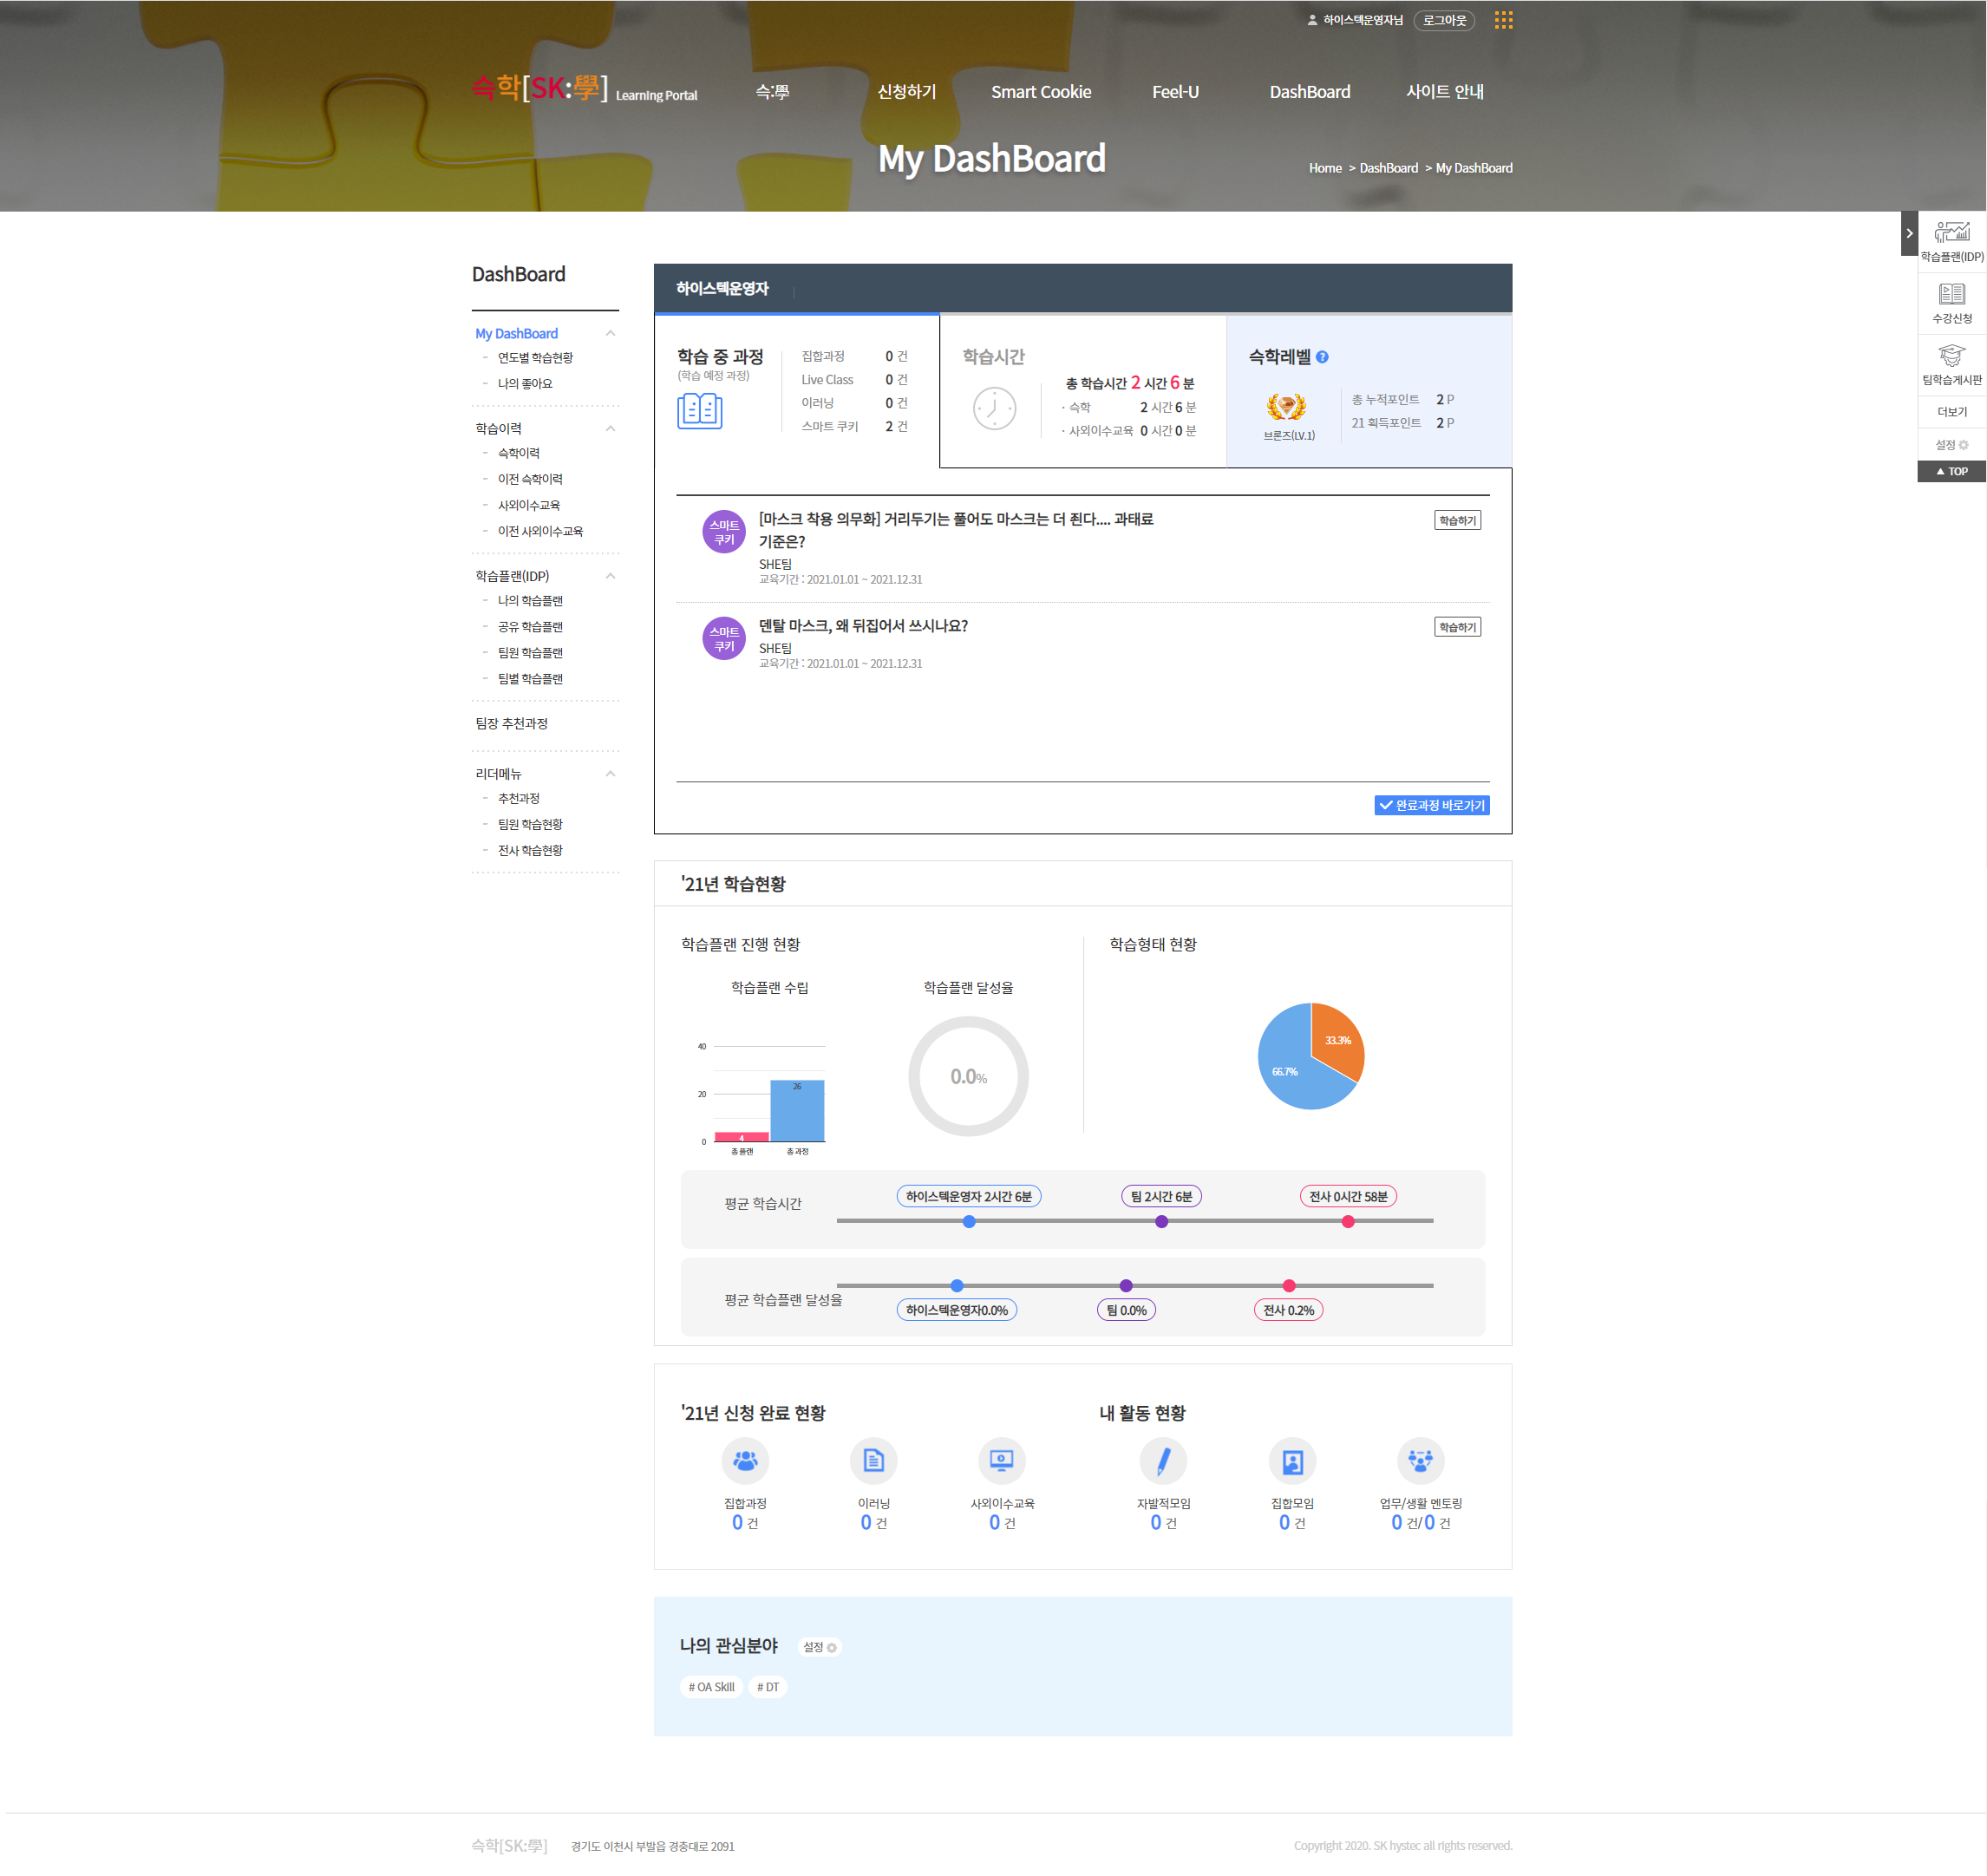 하이스텍운영자님 로그아웃
슥학[SK:學] Learning Portal
슥:學 신청하기 Smart Cookie Feel-U DashBoard 사이트 안내
My DashBoard
Home > DashBoard > My DashBoard
학습플랜(IDP)
수강신청
팀학습게시판
더보기
설정
▲ TOP
DashBoard
My DashBoard
- 연도별 학습현황
- 나의 좋아요
학습이력
- 슥학이력
- 이전 슥학이력
- 사외이수교육
- 이전 사외이수교육
학습플랜(IDP)
- 나의 학습플랜
- 공유 학습플랜
- 팀원 학습플랜
- 팀별 학습플랜
팀장 추천과정
리더메뉴
- 추천과정
- 팀원 학습현황
- 전사 학습현황
하이스텍운영자
학습 중 과정
(학습 예정 과정)
집합과정 0 건
Live Class 0 건
이러닝 0 건
스마트 쿠키 2 건
학습시간
총 학습시간 2 시간 6 분
· 슥학 2 시간 6 분
· 사외이수교육 0 시간 0 분
슥학레벨 ?
브론즈(LV.1)
총 누적포인트 2 P
21 획득포인트 2 P
스마트
쿠키
[마스크 착용 의무화] 거리두기는 풀어도 마스크는 더 죈다.... 과태료
기준은?
SHE팀
교육기간 : 2021.01.01 ~ 2021.12.31
학습하기
스마트
쿠키
덴탈 마스크, 왜 뒤집어서 쓰시나요?
SHE팀
교육기간 : 2021.01.01 ~ 2021.12.31
학습하기
완료과정 바로가기
'21년 학습현황
학습플랜 진행 현황
학습플랜 수립
40
20
0
4
26
총 플랜
총 과정
학습플랜 달성율
0.0%
학습형태 현황
33.3%
66.7%
평균 학습시간
하이스텍운영자 2시간 6분
팀 2시간 6분
전사 0시간 58분
평균 학습플랜 달성율
하이스텍운영자0.0%
팀 0.0%
전사 0.2%
'21년 신청 완료 현황
집합과정
0 건
이러닝
0 건
사외이수교육
0 건
내 활동 현황
자발적모임
0 건
집합모임
0 건
업무/생활 멘토링
0 건/ 0 건
나의 관심분야 설정
# OA Skill # DT
슥학[SK:學] 경기도 이천시 부발읍 경충대로 2091
Copyright 2020. SK hystec all rights reserved.